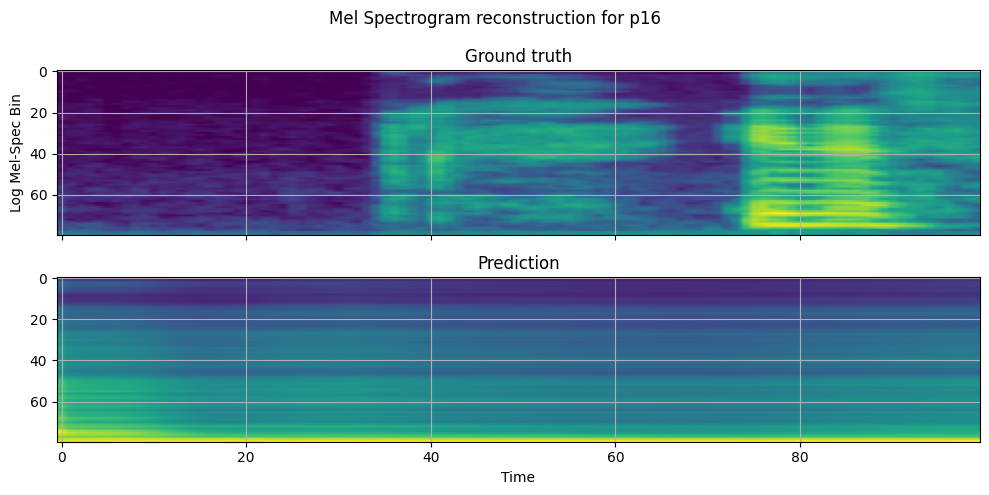 Mel Spectrogram reconstruction for p16
Ground truth
Log Mel-Spec Bin
0
20
40
60
Prediction
0
20
40
60
0 20 40 60 80
Time